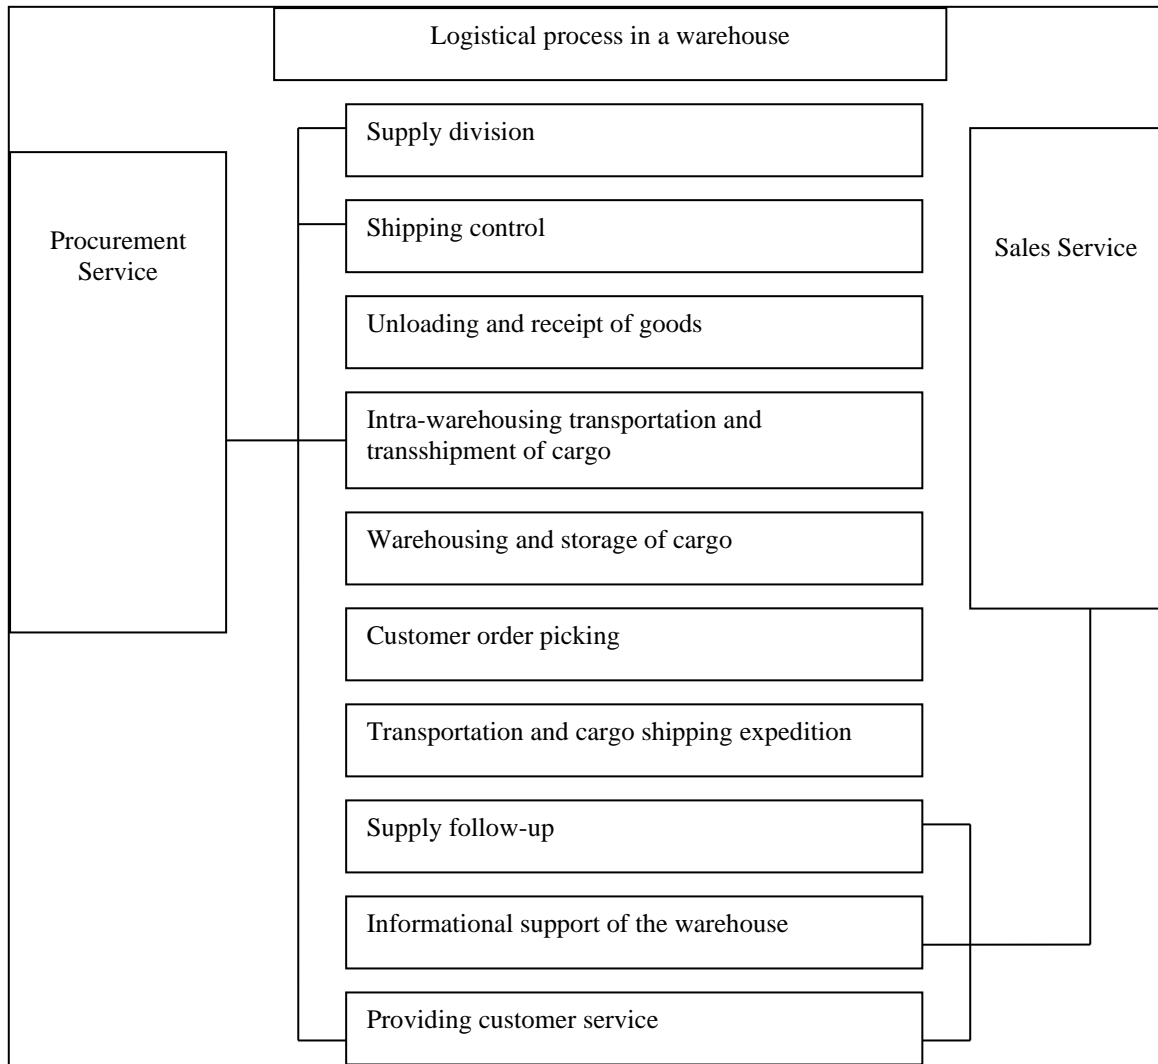 Logistical process in a warehouse
Supply division
Procurement
Service
Shipping control
Sales Service
Unloading and receipt of goods
Intra-warehousing transportation and
transshipment of cargo
Warehousing and storage of cargo
Customer order picking
Transportation and cargo shipping expedition
Supply follow-up
Informational support of the warehouse
Providing customer service